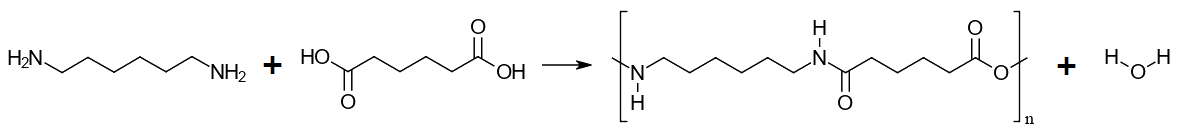 H₂N NH₂ + HO O O OH N H H N O O O n + H O H